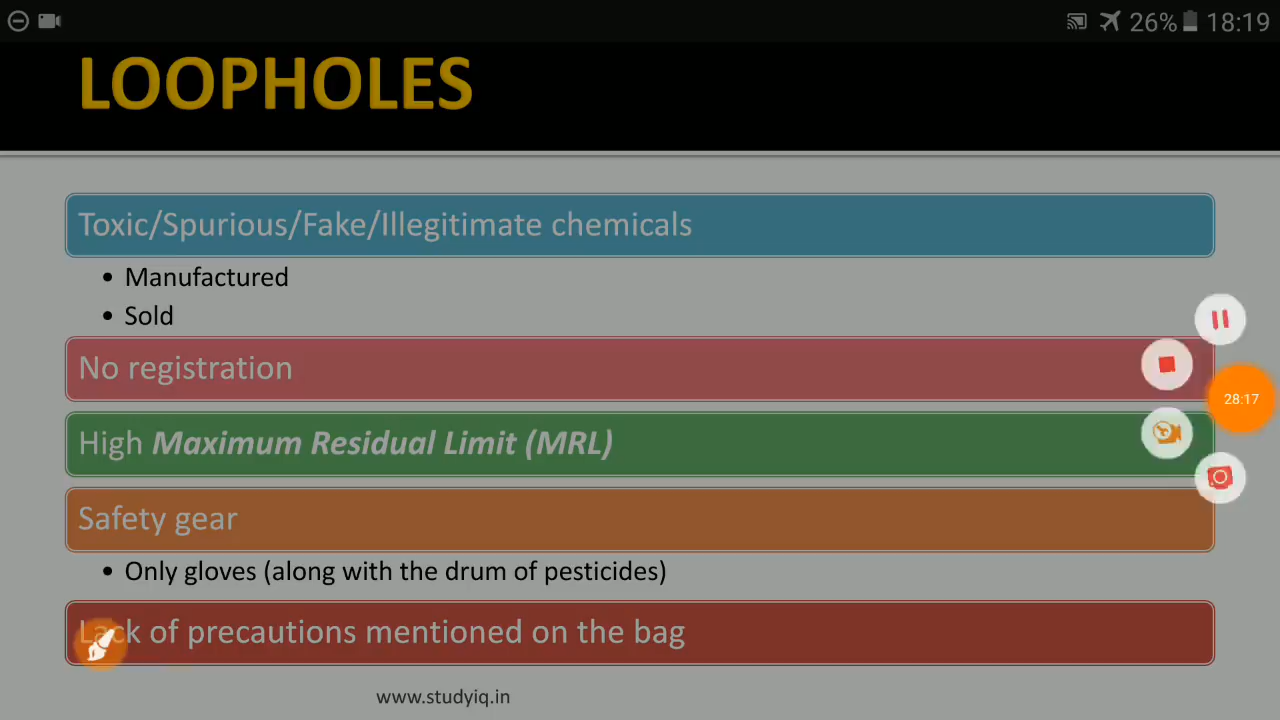 26% 18:19
LOOPHOLES
Toxic/Spurious/Fake/Illegitimate chemicals
• Manufactured
• Sold
No registration
High Maximum Residual Limit (MRL)
28:17
Safety gear
• Only gloves (along with the drum of pesticides)
Lack of precautions mentioned on the bag
www.studyiq.in